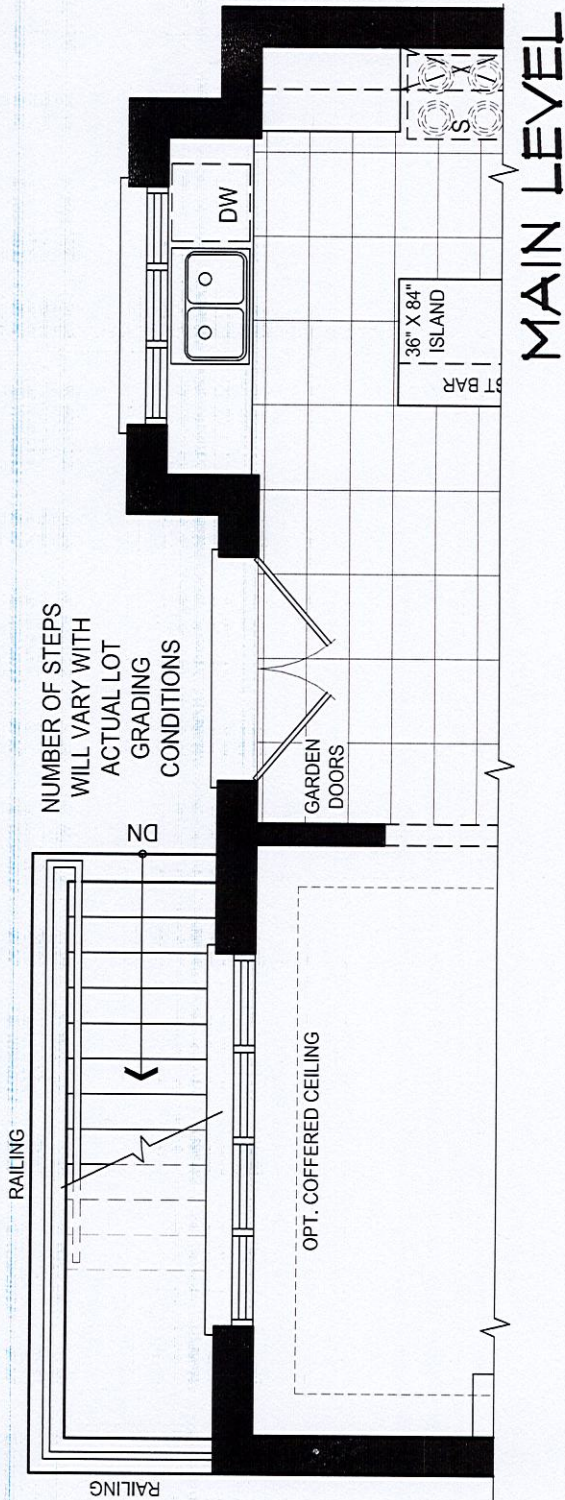 RAILING
RAILING
NUMBER OF STEPS
WILL VARY WITH
ACTUAL LOT
GRADING
CONDITIONS
DN
DW
S
36" X 84"
ISLAND
ST BAR
GARDEN
DOORS
OPT. COFFERED CEILING
MAIN LEVEL